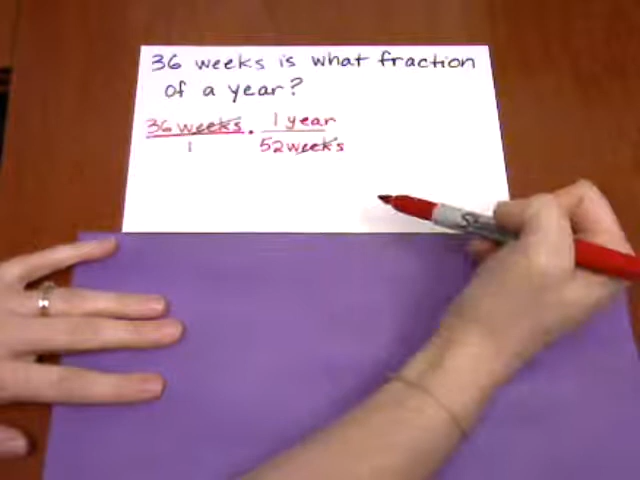 36 weeks is what fraction
of a year?
36 weeks . 1 year
1 52 weeks